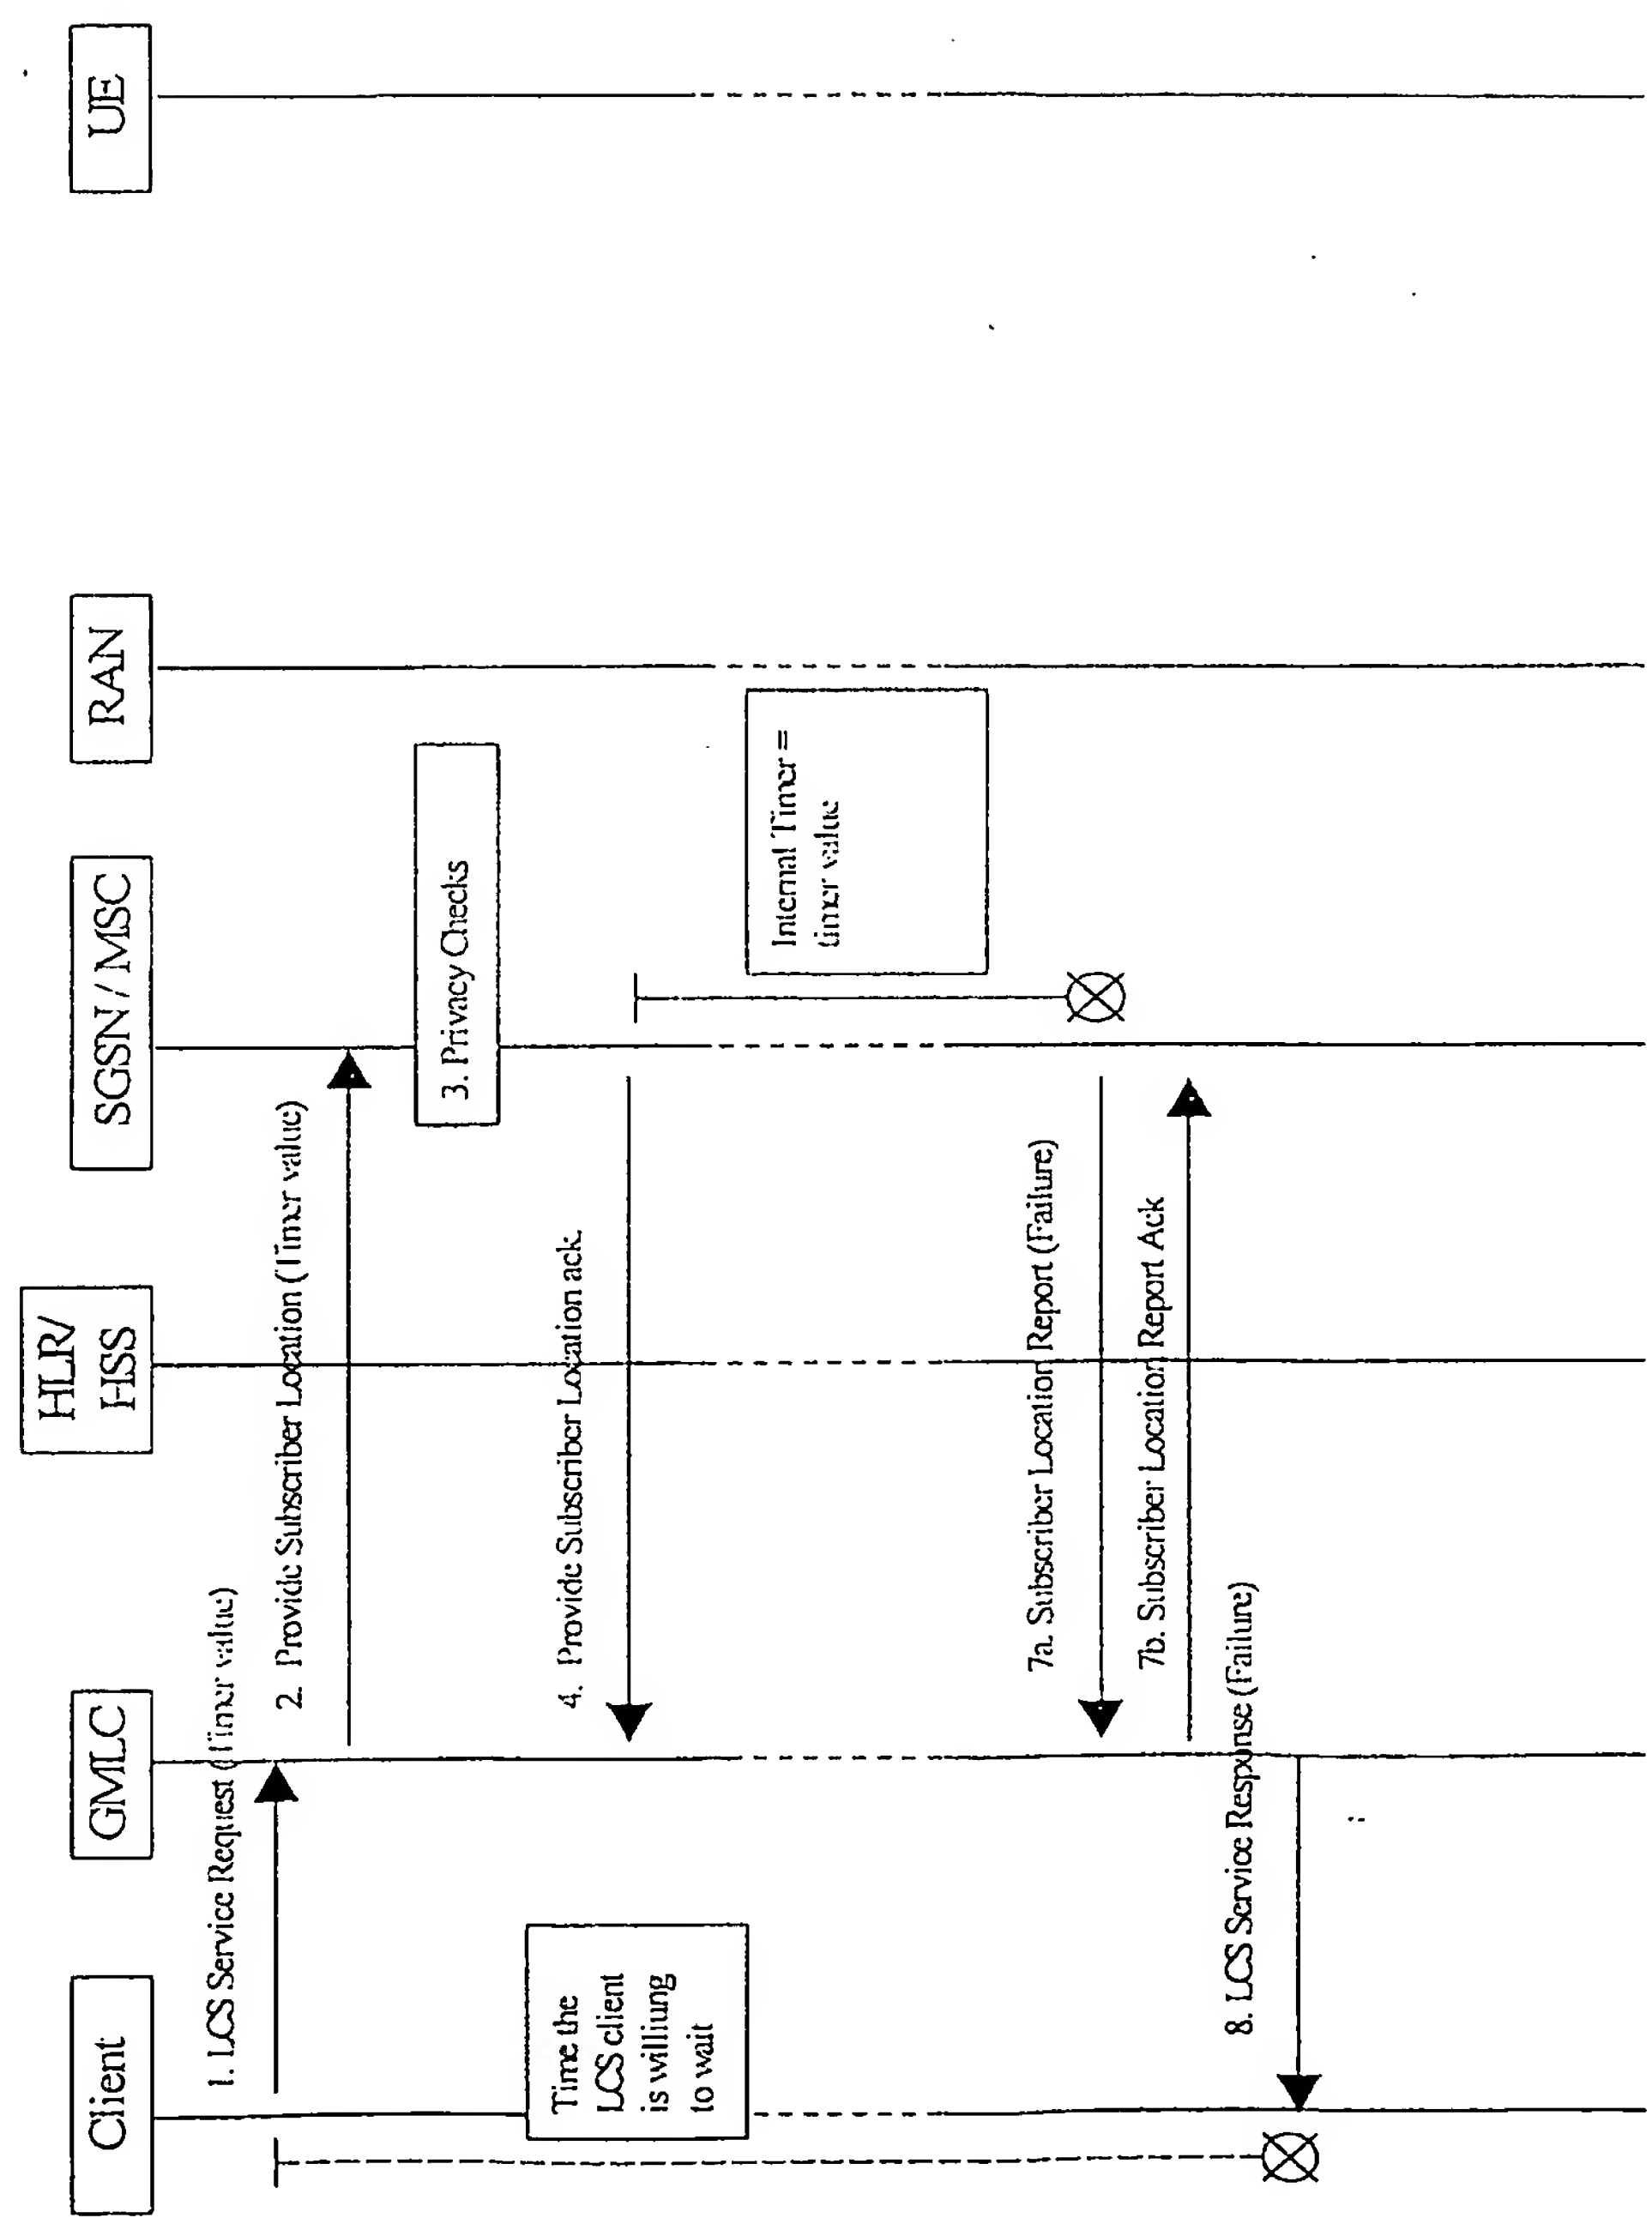 Client
GMLC
HLR/
HSS
SGSN / MSC
RAN
UE
1. LCS Service Request (Timer value)
2. Provide Subscriber Location (Timer value)
3. Privacy Checks
4. Provide Subscriber Location ack.
Time the
LCS client
is williung
to wait
Internal Timer =
timer value
7a. Subscriber Location Report (Failure)
7b. Subscriber Location Report Ack
8. LCS Service Response (Failure)